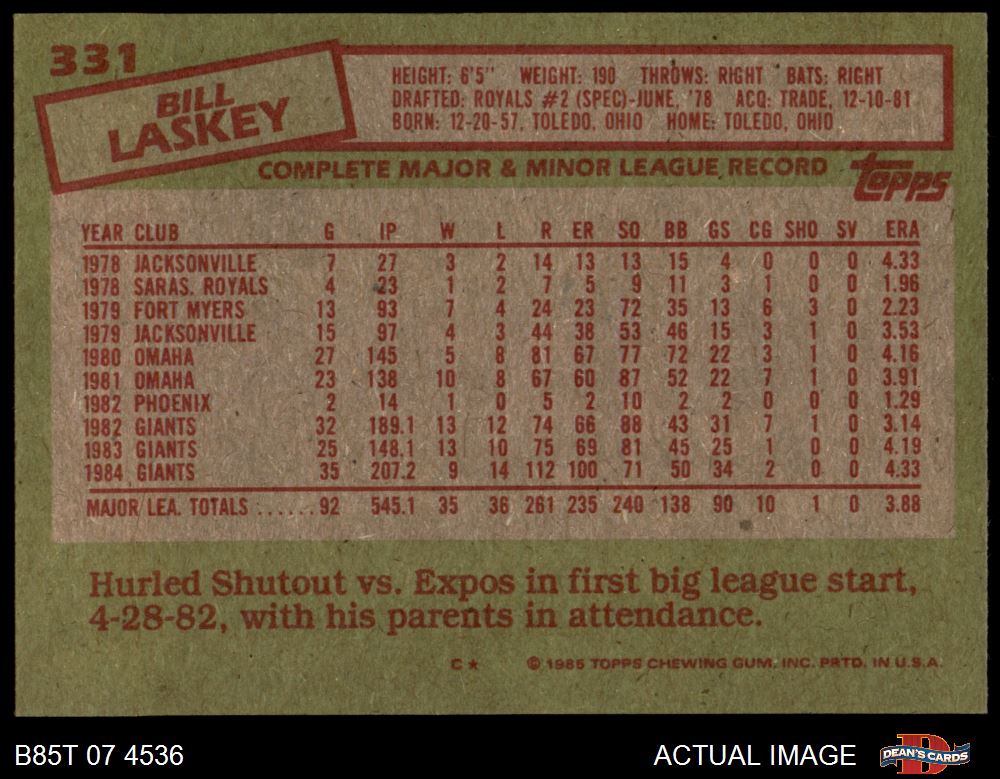 331
BILL
LASKEY
HEIGHT: 6'5" WEIGHT: 190 THROWS: RIGHT BATS: RIGHT
DRAFTED: ROYALS #2 (SPEC)-JUNE, '78 ACQ: TRADE, 12-10-81
BORN: 12-20-57, TOLEDO, OHIO HOME: TOLEDO, OHIO
COMPLETE MAJOR & MINOR LEAGUE RECORD
topps
YEAR CLUB G IP W L R ER SO BB GS CG SHO SV ERA
1978 JACKSONVILLE 7 27 3 2 14 13 13 15 4 0 0 0 4.33
1978 SARAS. ROYALS 4 23 1 2 7 5 9 11 3 1 0 0 1.96
1979 FORT MYERS 13 93 7 4 24 23 72 35 13 6 3 0 2.23
1979 JACKSONVILLE 15 97 4 3 44 38 53 46 15 3 1 0 3.53
1980 OMAHA 27 145 5 8 81 67 77 72 22 3 1 0 4.16
1981 OMAHA 23 138 10 8 67 60 87 52 22 7 1 0 3.91
1982 PHOENIX 2 14 1 0 5 2 10 2 2 0 0 0 1.29
1982 GIANTS 32 189.1 13 12 74 66 88 43 31 7 1 0 3.14
1983 GIANTS 25 148.1 13 10 75 69 81 45 25 1 0 0 4.19
1984 GIANTS 35 207.2 9 14 112 100 71 50 34 2 0 0 4.33
MAJOR LEA. TOTALS ......92 545.1 35 36 261 235 240 138 90 10 1 0 3.88
Hurled Shutout vs. Expos in first big league start,
4-28-82, with his parents in attendance.
C★ © 1985 TOPPS CHEWING GUM, INC. PRTD. IN U.S.A.
B85T 07 4536 ACTUAL IMAGE D DEAN'S CARDS